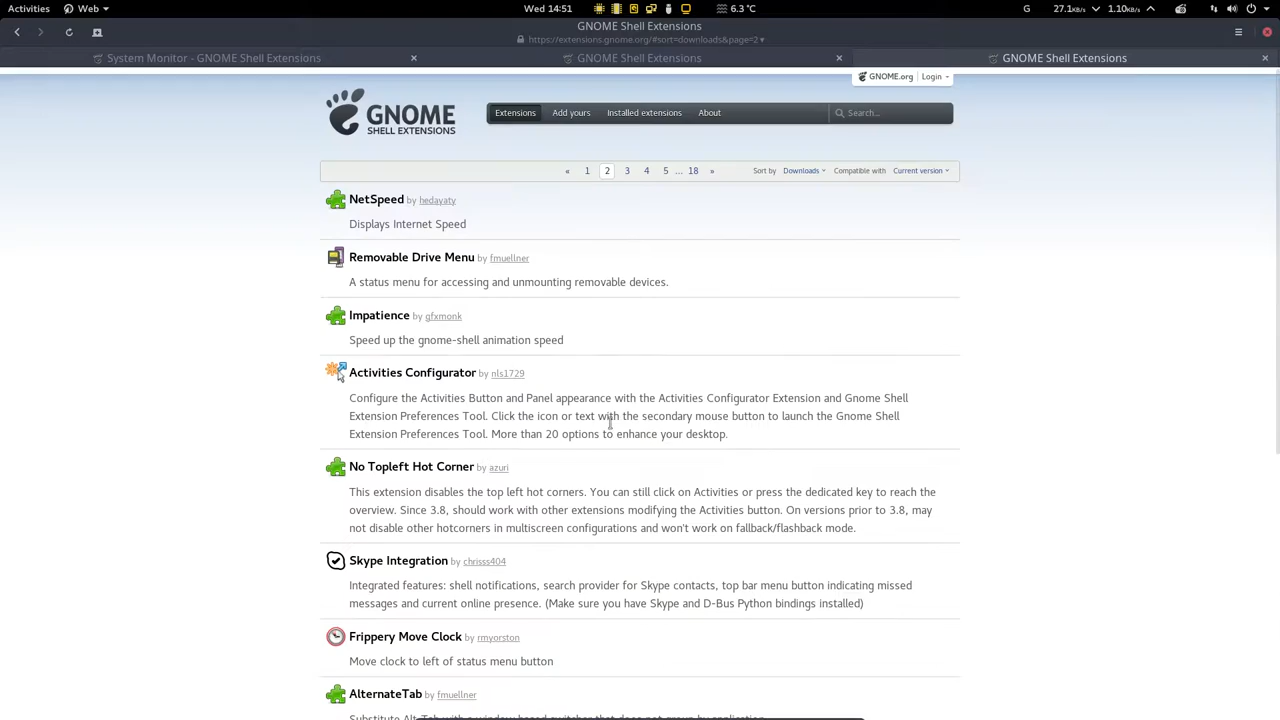 Activities Web Wed 14:51 6.3 °C G 27.1KB/s 1.10KB/s
GNOME Shell Extensions
https://extensions.gnome.org/#sort=downloads&page=2
System Monitor - GNOME Shell Extensions
GNOME Shell Extensions
GNOME Shell Extensions
GNOME.org Login
GNOME
SHELL EXTENSIONS
Extensions Add yours Installed extensions About Search...
« 1 2 3 4 5 ... 18 » Sort by Downloads Compatible with Current version
NetSpeed by hedayaty
Displays Internet Speed
Removable Drive Menu by fmuellner
A status menu for accessing and unmounting removable devices.
Impatience by gfxmonk
Speed up the gnome-shell animation speed
Activities Configurator by nls1729
Configure the Activities Button and Panel appearance with the Activities Configurator Extension and Gnome Shell
Extension Preferences Tool. Click the icon or text with the secondary mouse button to launch the Gnome Shell
Extension Preferences Tool. More than 20 options to enhance your desktop.
No Topleft Hot Corner by azuri
This extension disables the top left hot corners. You can still click on Activities or press the dedicated key to reach the
overview. Since 3.8, should work with other extensions modifying the Activities button. On versions prior to 3.8, may
not disable other hotcorners in multiscreen configurations and won't work on fallback/flashback mode.
Skype Integration by chrisss404
Integrated features: shell notifications, search provider for Skype contacts, top bar menu button indicating missed
messages and current online presence. (Make sure you have Skype and D-Bus Python bindings installed)
Frippery Move Clock by rmyorston
Move clock to left of status menu button
AlternateTab by fmuellner
Substitute Alt-Tab with a window based switcher that does not group by application.